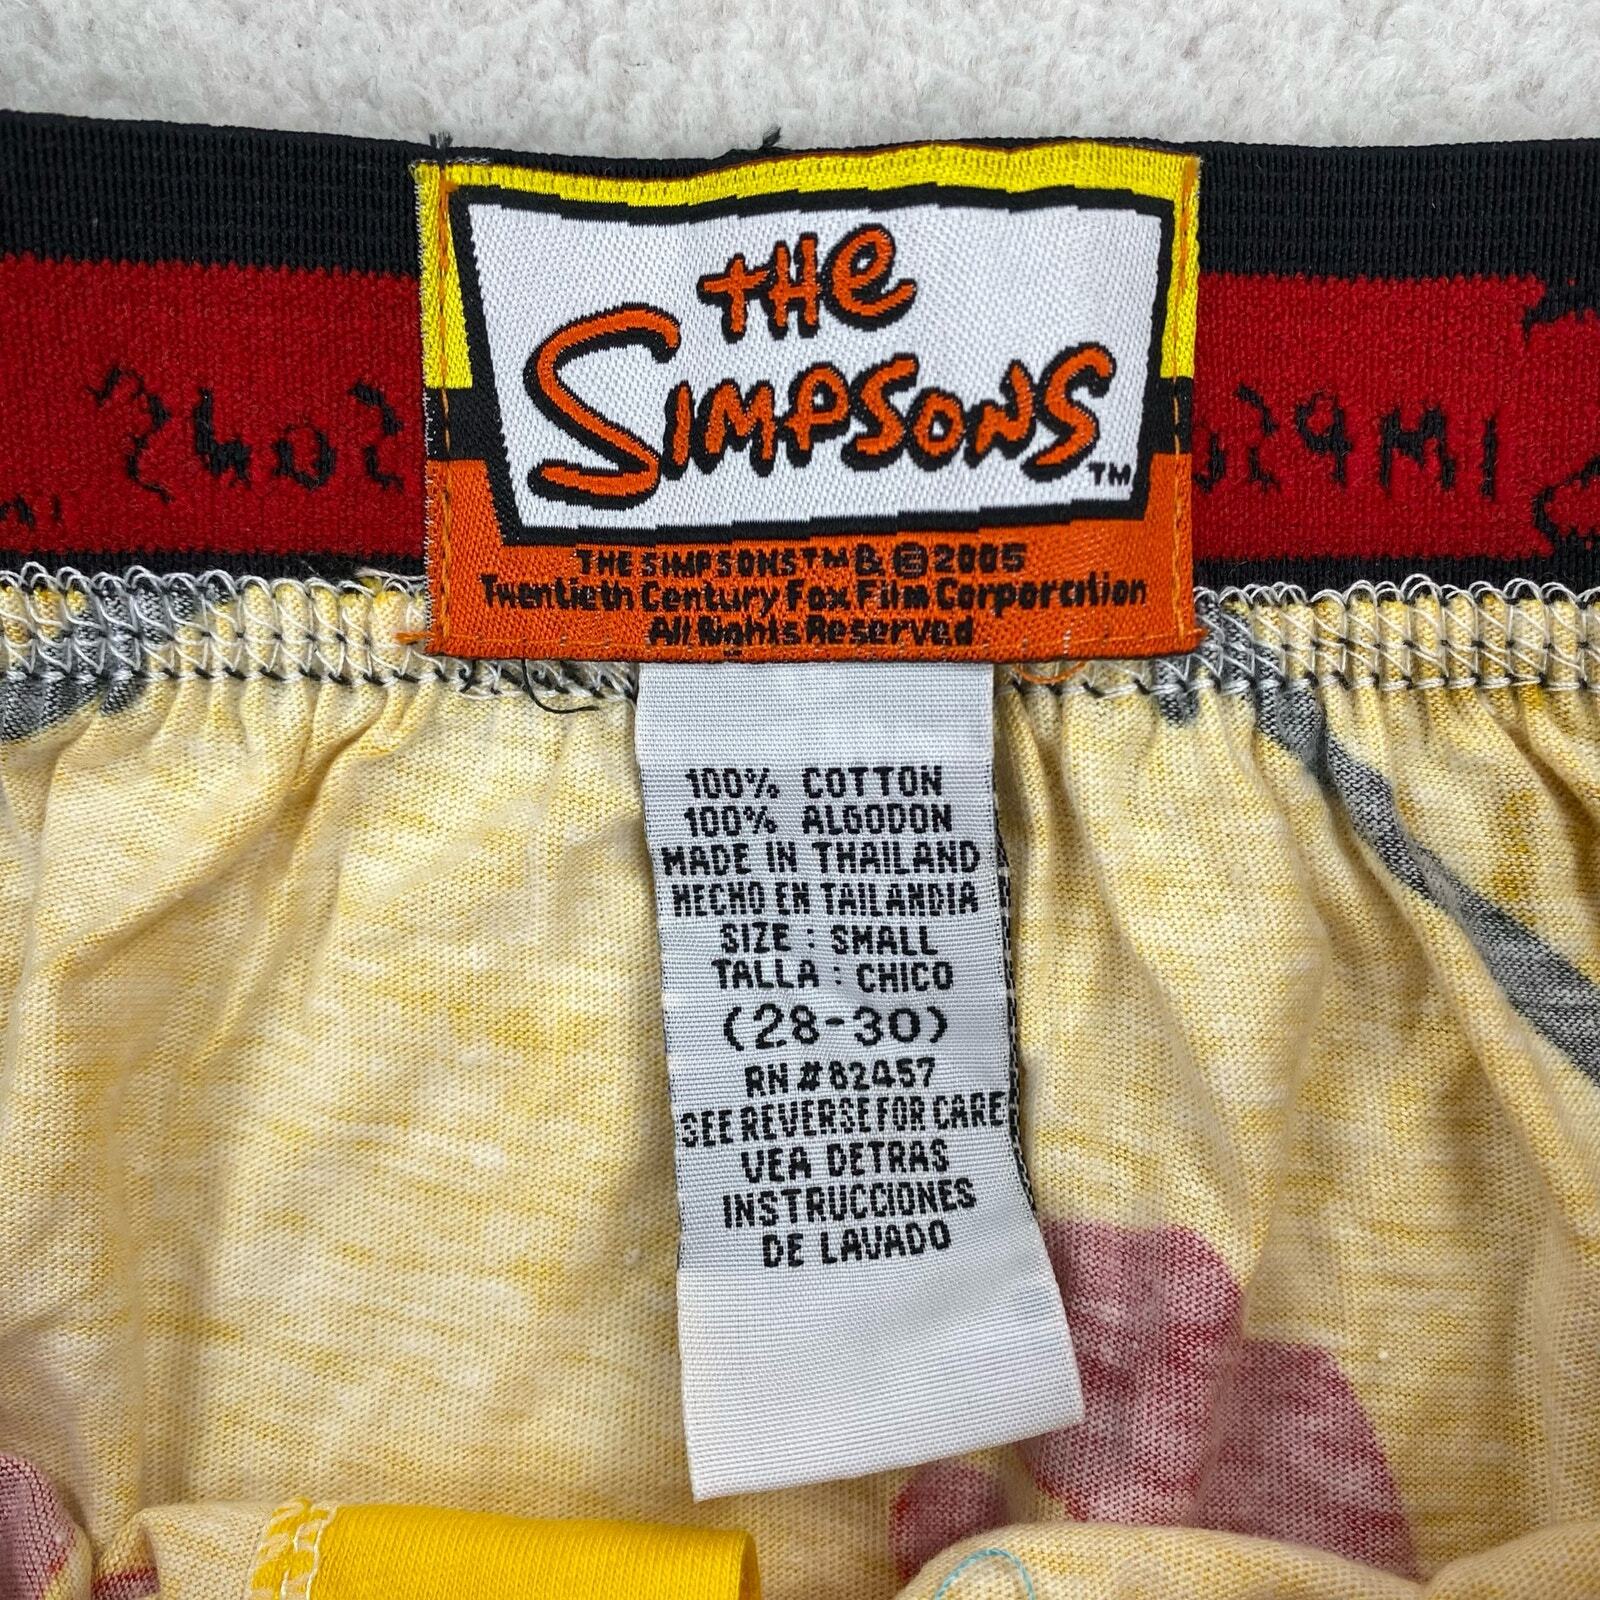 THE
SIMPSONS™
THE SIMPSONS™ & ©2005
Twentieth Century Fox Film Corporation
All Rights Reserved
100% COTTON
100% ALGODON
MADE IN THAILAND
HECHO EN TAILANDIA
SIZE : SMALL
TALLA : CHICO
(28-30)
RN # 82457
SEE REVERSE FOR CARE
VEA DETRAS
INSTRUCCIONES
DE LAVADO